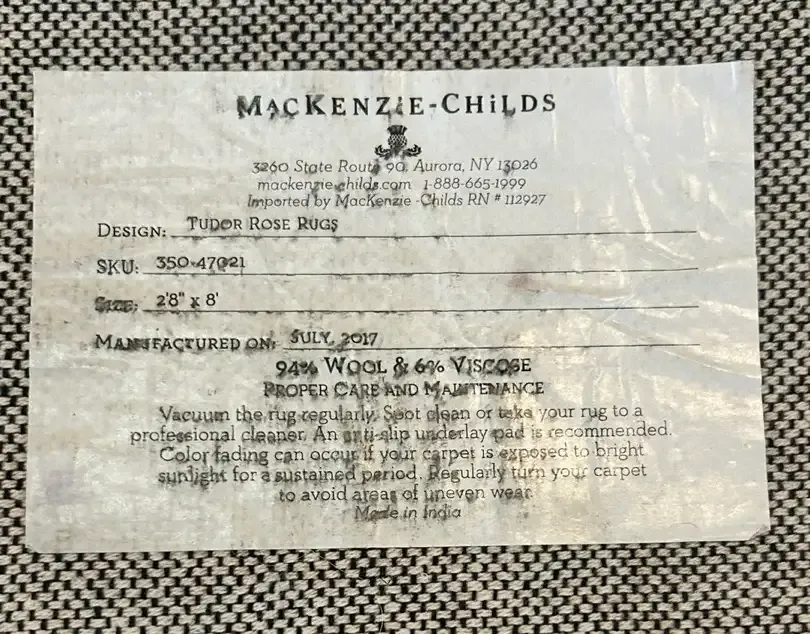 MacKenzie-Childs
3260 State Route 90, Aurora, NY 13026
mackenzie-childs.com 1-888-665-1999
Imported by MacKenzie -Childs RN # 112927
Design: Tudor Rose Rugs
SKU: 350-47021
Size: 2'8" x 8'
Manufactured on: July, 2017
94% Wool & 6% Viscose
Proper Care and Maintenance
Vacuum the rug regularly. Spot clean or take your rug to a
professional cleaner. An anti-slip underlay pad is recommended.
Color fading can occur if your carpet is exposed to bright
sunlight for a sustained period. Regularly turn your carpet
to avoid areas of uneven wear.
Made in India